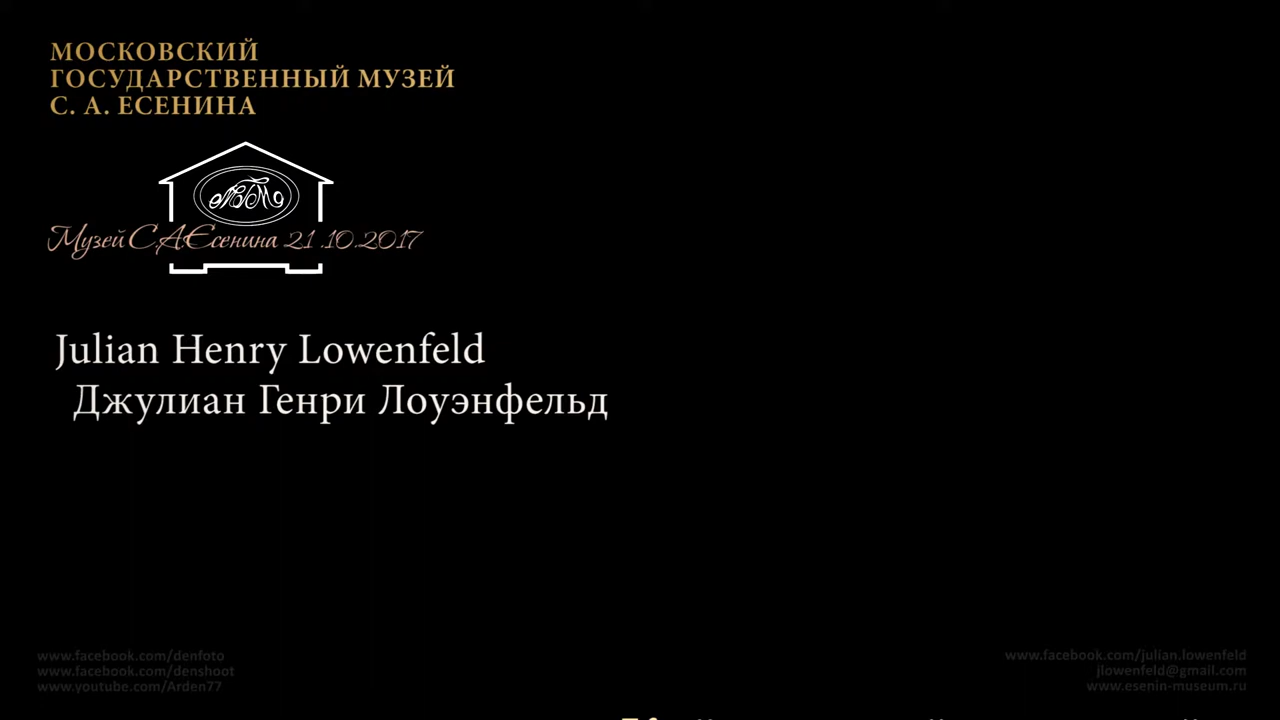 МОСКОВСКИЙ
ГОСУДАРСТВЕННЫЙ МУЗЕЙ
С. А. ЕСЕНИНА
Музей С.А.Есенина 21.10.2017
Julian Henry Lowenfeld
Джулиан Генри Лоуэнфельд
www.facebook.com/denfoto
www.facebook.com/denshoot
www.youtube.com/Arden77
www.facebook.com/julian.lowenfeld
jlowenfeld@gmail.com
www.esenin-museum.ru